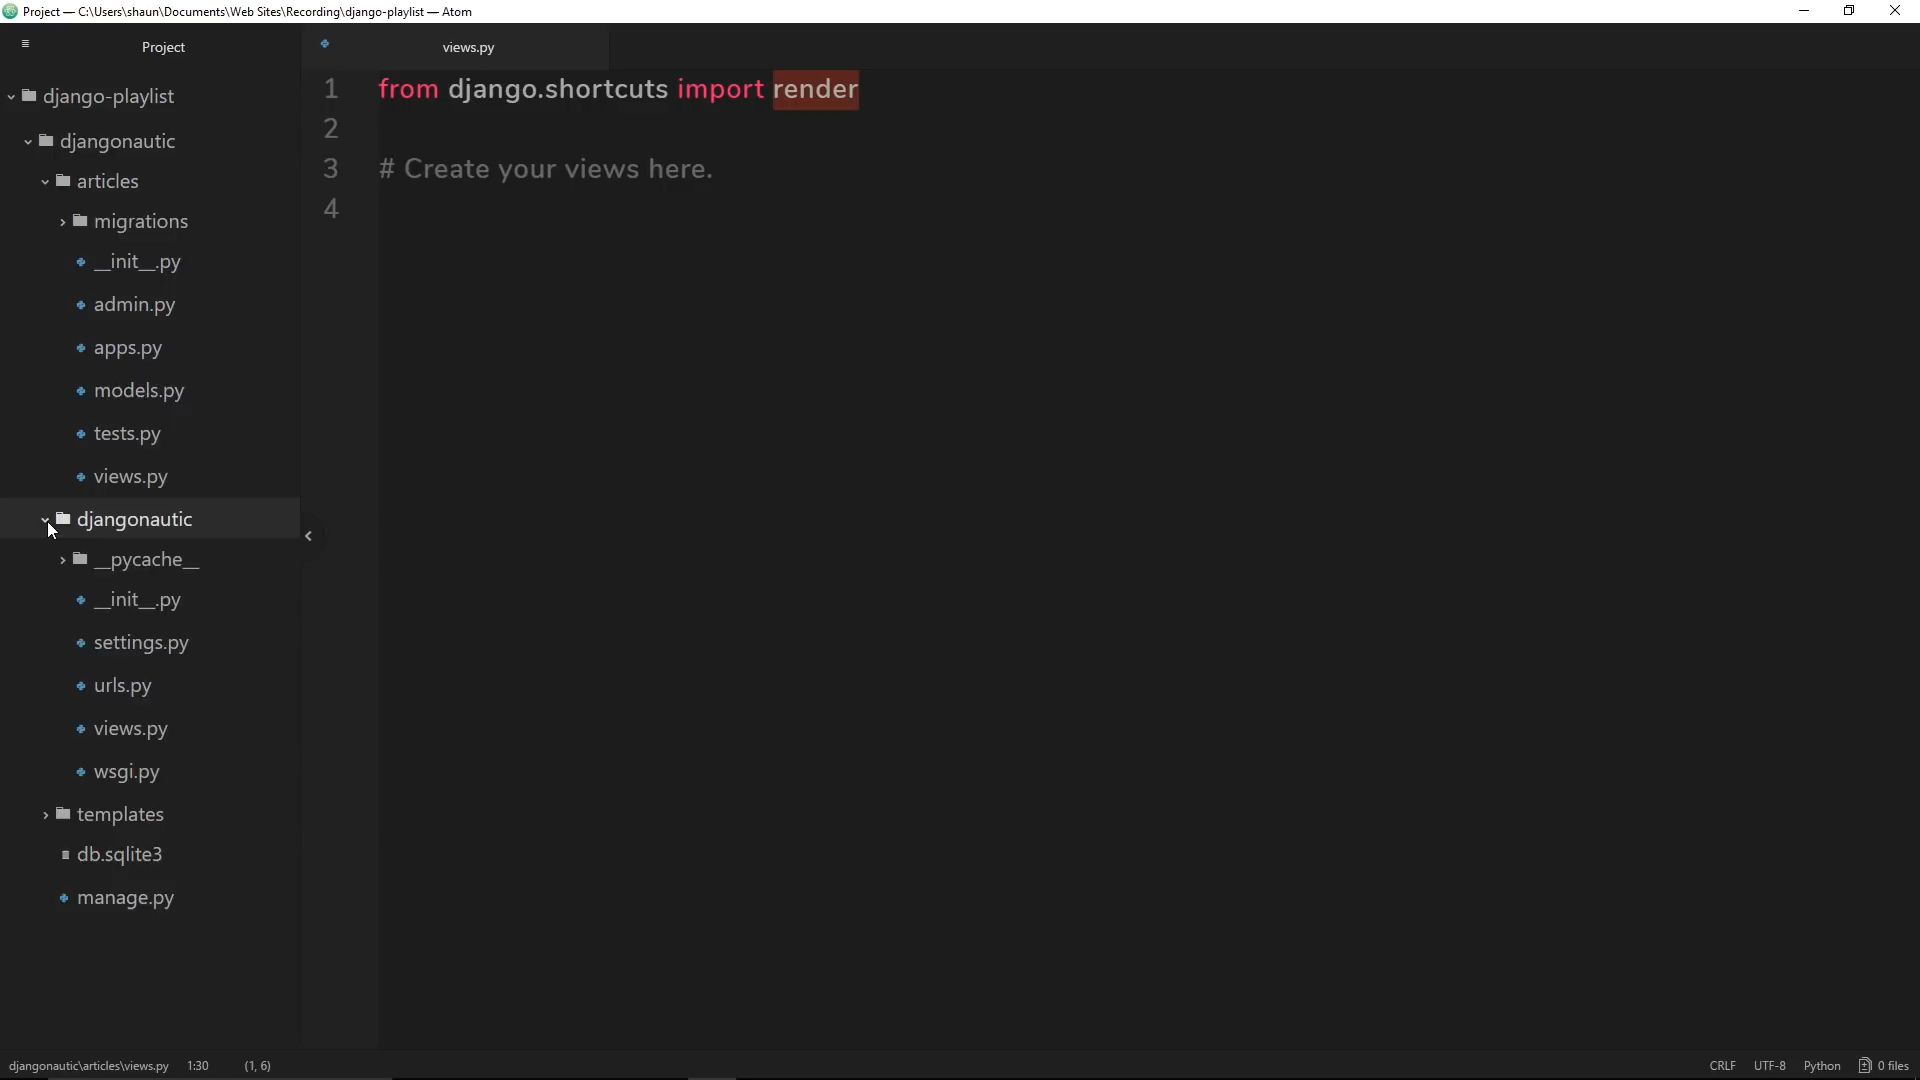 Project — C:\Users\shaun\Documents\Web Sites\Recording\django-playlist — Atom
Project
views.py
django-playlist
djangonautic
articles
migrations
__init__.py
admin.py
apps.py
models.py
tests.py
views.py
djangonautic
__pycache__
__init__.py
settings.py
urls.py
views.py
wsgi.py
templates
db.sqlite3
manage.py
1 from django.shortcuts import render
2
3 # Create your views here.
4
djangonautic\articles\views.py 1:30 (1, 6)
CRLF UTF-8 Python 0 files